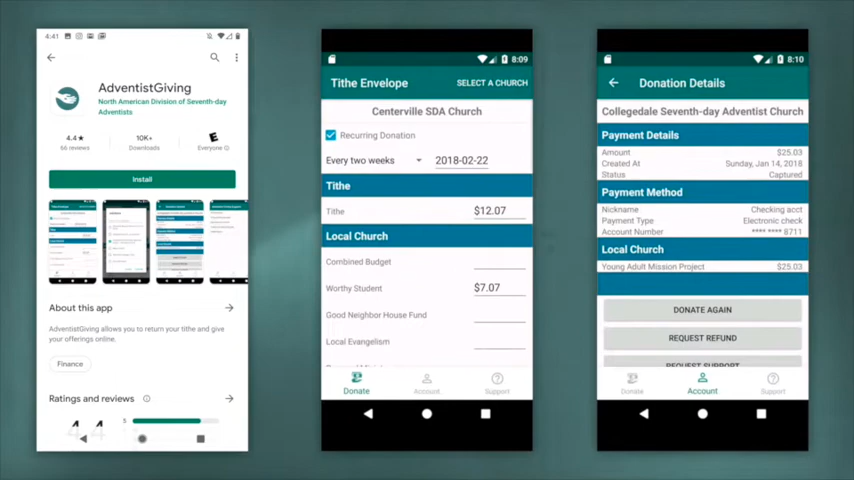 4:41
AdventistGiving
North American Division of Seventh-day
Adventists
4.4★
66 reviews
10K+
Downloads
E
Everyone
Install
About this app
AdventistGiving allows you to return your tithe and give
your offerings online.
Finance
Ratings and reviews
4.4
5
8:09
Tithe Envelope
SELECT A CHURCH
Centerville SDA Church
Recurring Donation
Every two weeks
2018-02-22
Tithe
Tithe
$12.07
Local Church
Combined Budget
Worthy Student
$7.07
Good Neighbor House Fund
Local Evangelism
Donate
Account
Support
8:10
Donation Details
Collegedale Seventh-day Adventist Church
Payment Details
Amount $25.03
Created At Sunday, Jan 14, 2018
Status Captured
Payment Method
Nickname Checking acct
Payment Type Electronic check
Account Number **** **** 8711
Local Church
Young Adult Mission Project $25.03
DONATE AGAIN
REQUEST REFUND
REQUEST SUPPORT
Donate
Account
Support